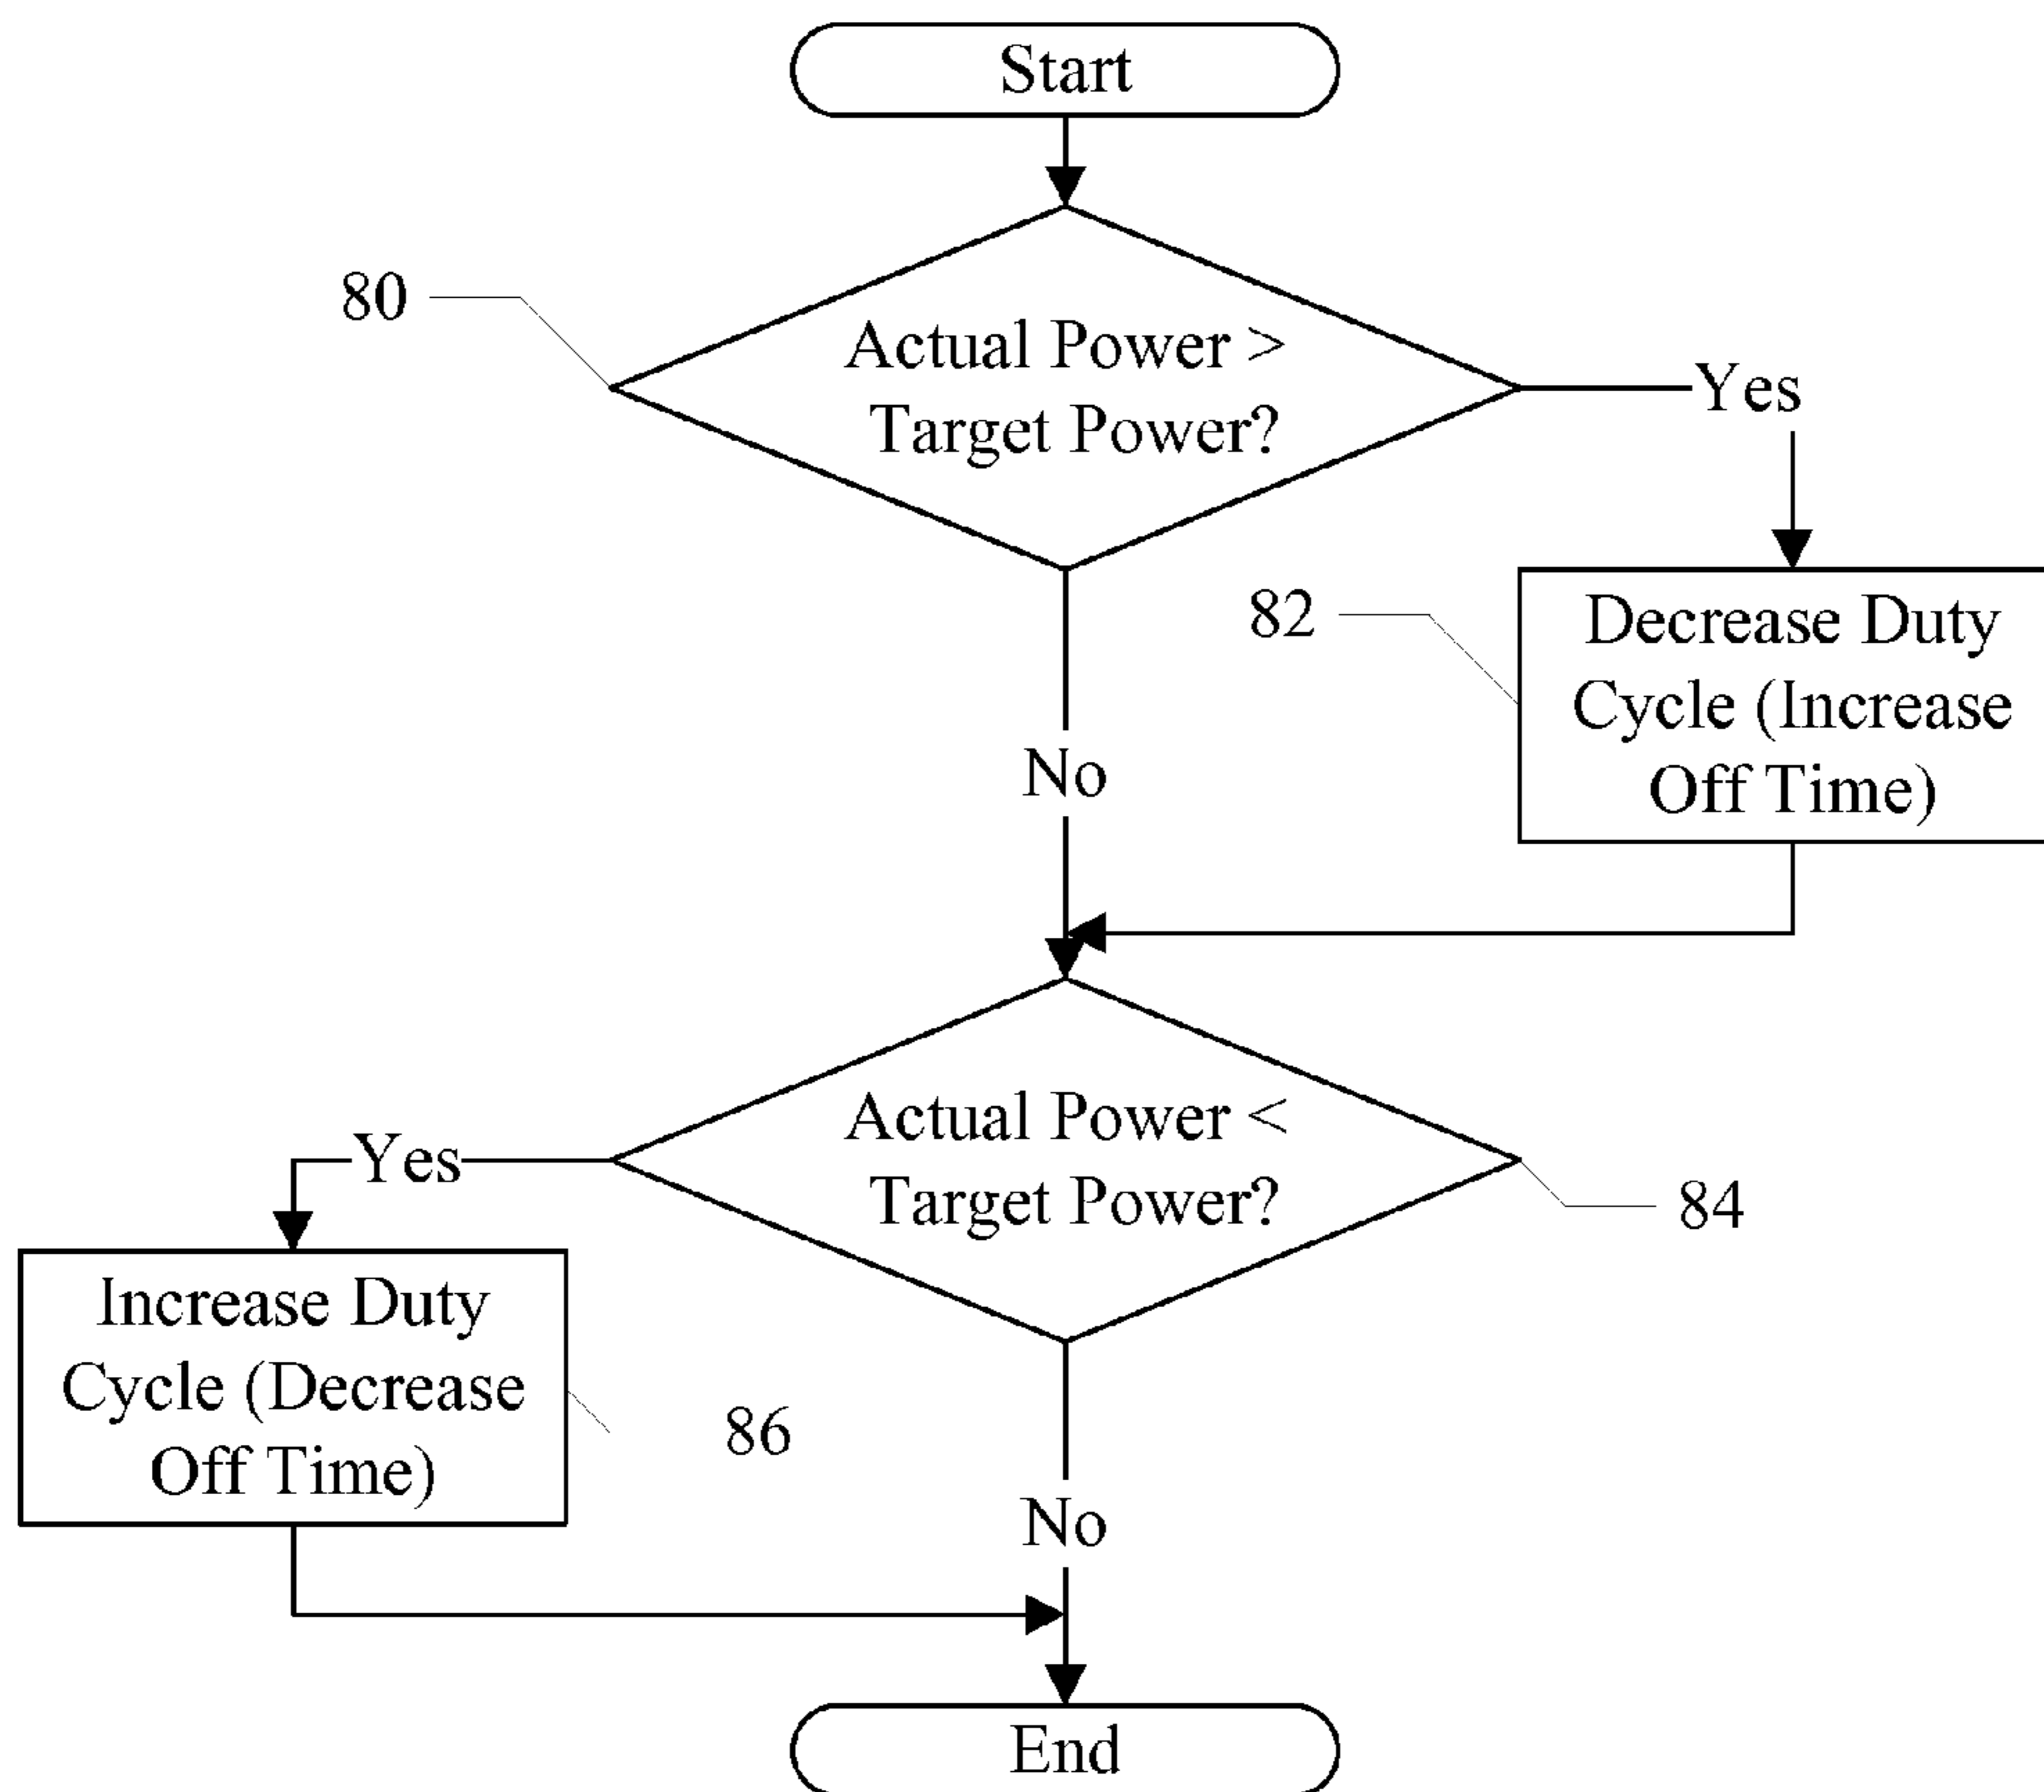 Start
80
Actual Power >
Target Power?
Yes
82
Decrease Duty
Cycle (Increase
Off Time)
No
Actual Power <
Target Power?
Yes
84
Increase Duty
Cycle (Decrease
Off Time)
86
No
End